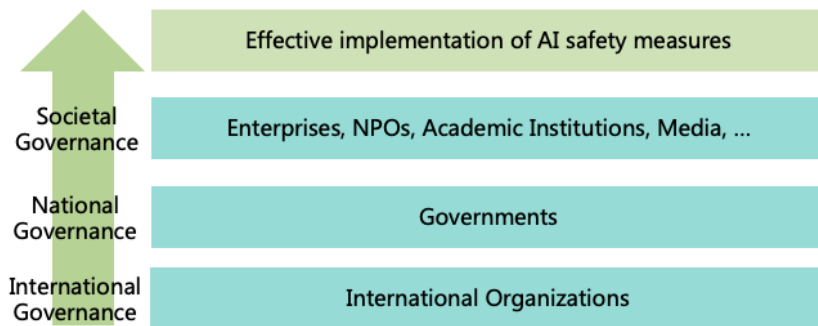 Effective implementation of AI safety measures
Societal
Governance
Enterprises, NPOs, Academic Institutions, Media, ...
National
Governance
Governments
International
Governance
International Organizations